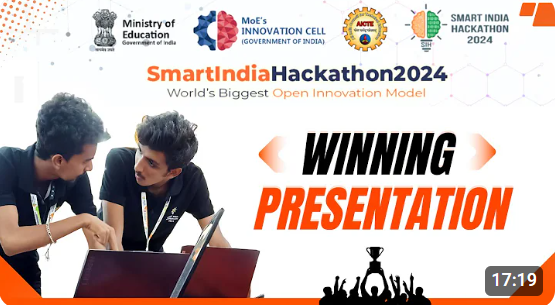 Ministry of
Education
Government of India
MoE's
INNOVATION CELL
(GOVERNMENT OF INDIA)
AICTE
SMART INDIA
HACKATHON
2024
SmartIndiaHackathon2024
World's Biggest Open Innovation Model
WINNING
PRESENTATION
17:19